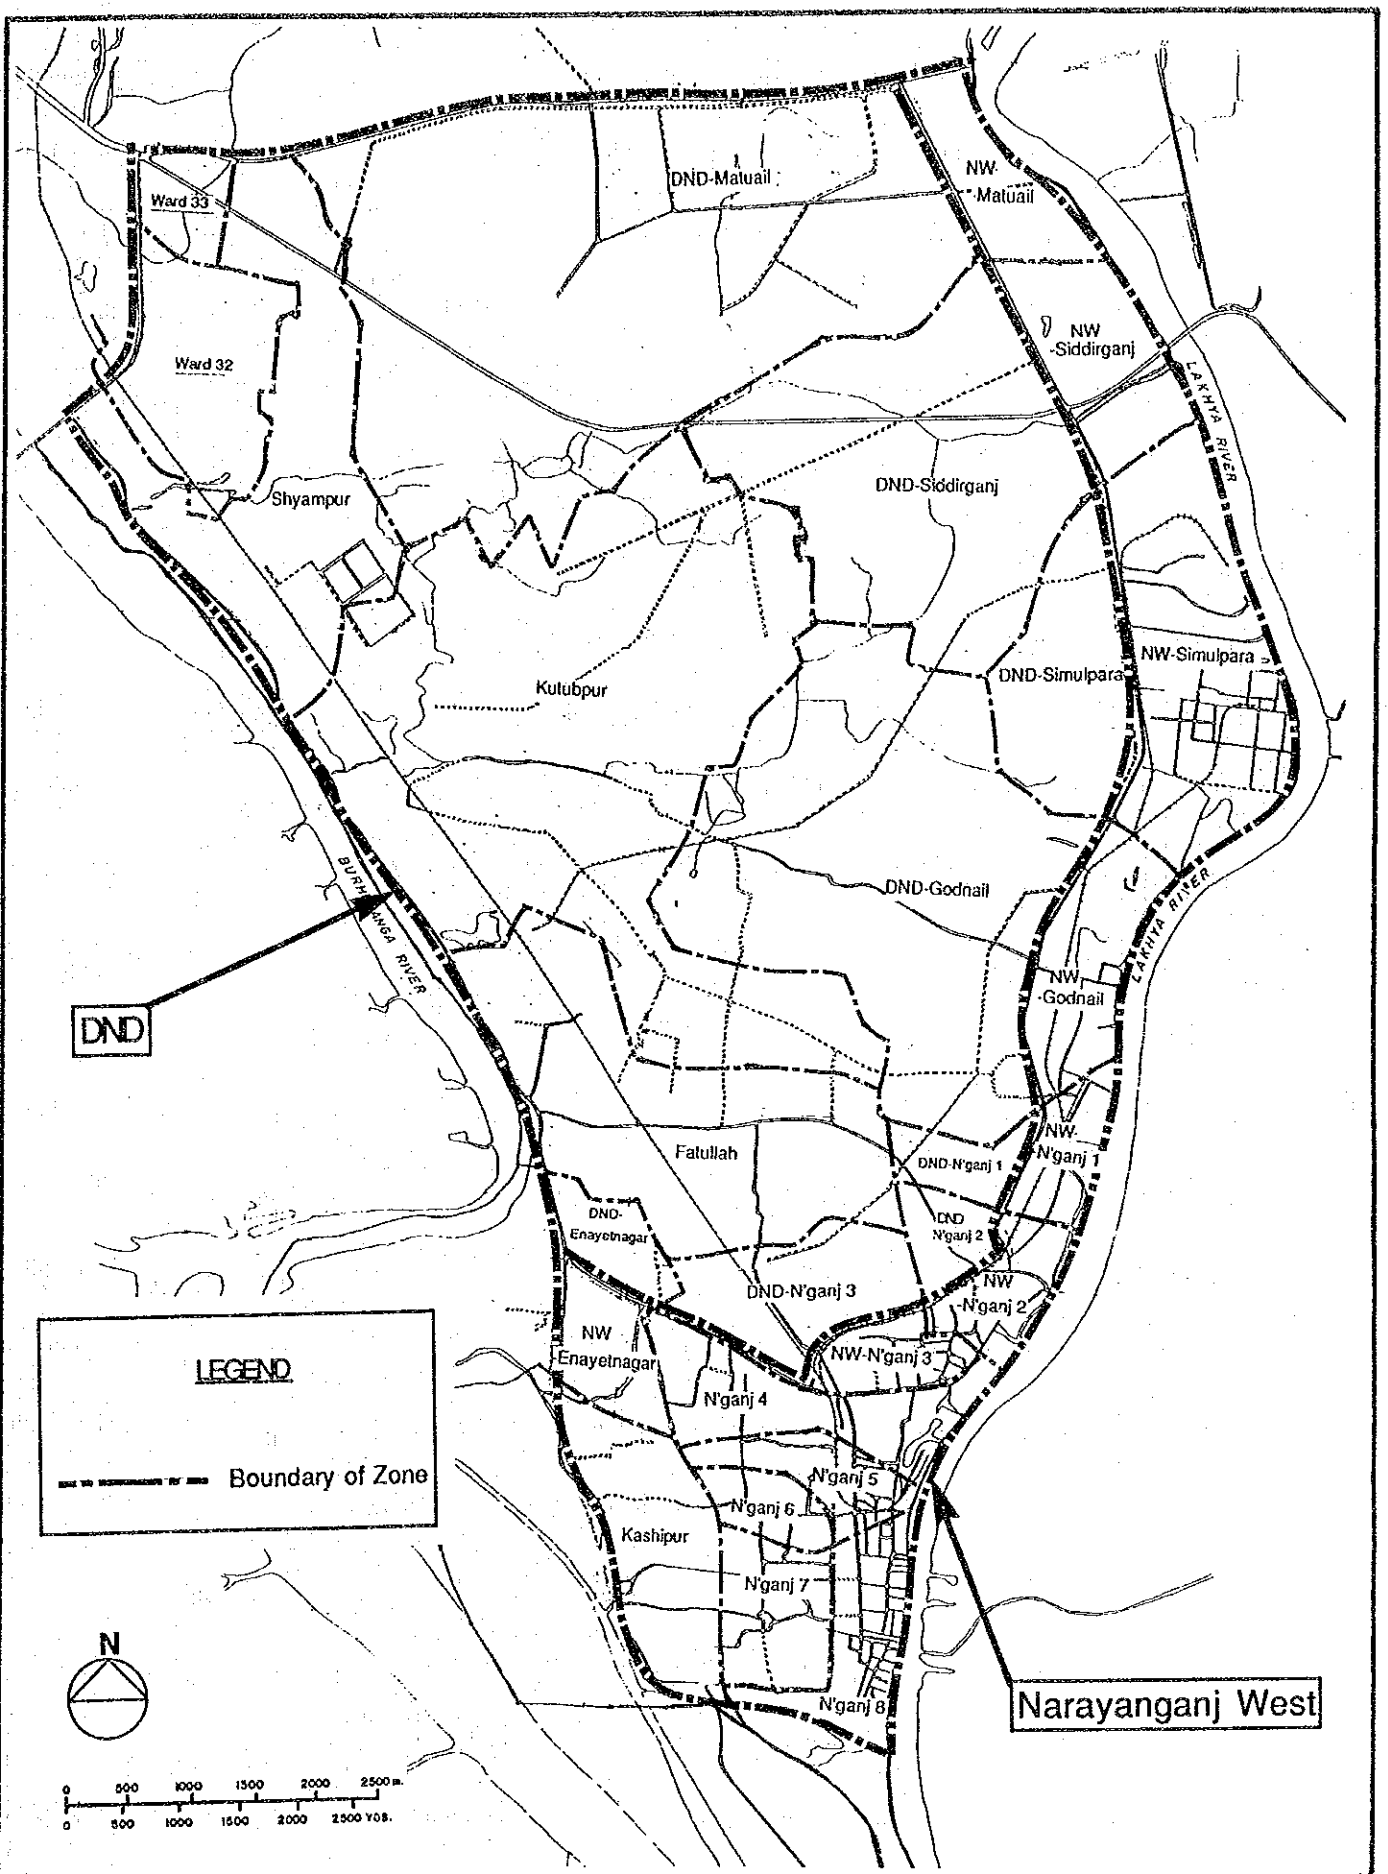 DND-Matuail
NW-
-Matuail
Ward 33
NW
-Siddirganj
Ward 32
LAKHYA RIVER
DND-Siddirganj
Shyampur
NW-Simulpara
DND-Simulpara
Kutubpur
DND-Godnail
LAKHYA RIVER
RIVER
NW
-Godnail
DND
NW-
N'ganj 1
Fatullah
DND-N'ganj 1
DND-
Enayetnagar
DND
N'ganj 2
NW
-N'ganj 2
DND-N'ganj 3
NW
Enayetnagar
NW-N'ganj 3
LEGEND
N'ganj 4
Boundary of Zone
N'ganj 5
N'ganj 6
Kashipur
N'ganj 7
N
Narayanganj West
N'ganj 8
0 500 1000 1500 2000 2500 m.
0 500 1000 1500 2000 2500 YDS.